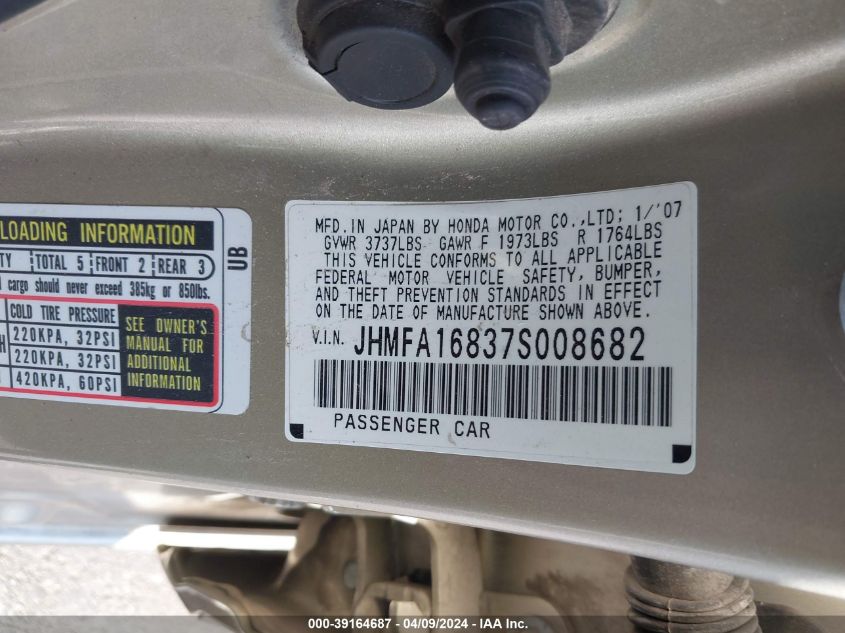 LOADING INFORMATION
TY TOTAL 5 FRONT 2 REAR 3
cargo should never exceed 385kg or 850lbs.
COLD TIRE PRESSURE
220KPA, 32PSI
220KPA, 32PSI
420KPA, 60PSI
SEE OWNER'S
MANUAL FOR
ADDITIONAL
INFORMATION
UB
MFD. IN JAPAN BY HONDA MOTOR CO.,LTD; 1/'07
GVWR 3737LBS GAWR F 1973LBS R 1764LBS
THIS VEHICLE CONFORMS TO ALL APPLICABLE
FEDERAL MOTOR VEHICLE SAFETY, BUMPER,
AND THEFT PREVENTION STANDARDS IN EFFECT
ON THE DATE OF MANUFACTURE SHOWN ABOVE.
V.I.N. JHMFA16837S008682
PASSENGER CAR
000-39164687 - 04/09/2024 - IAA Inc.